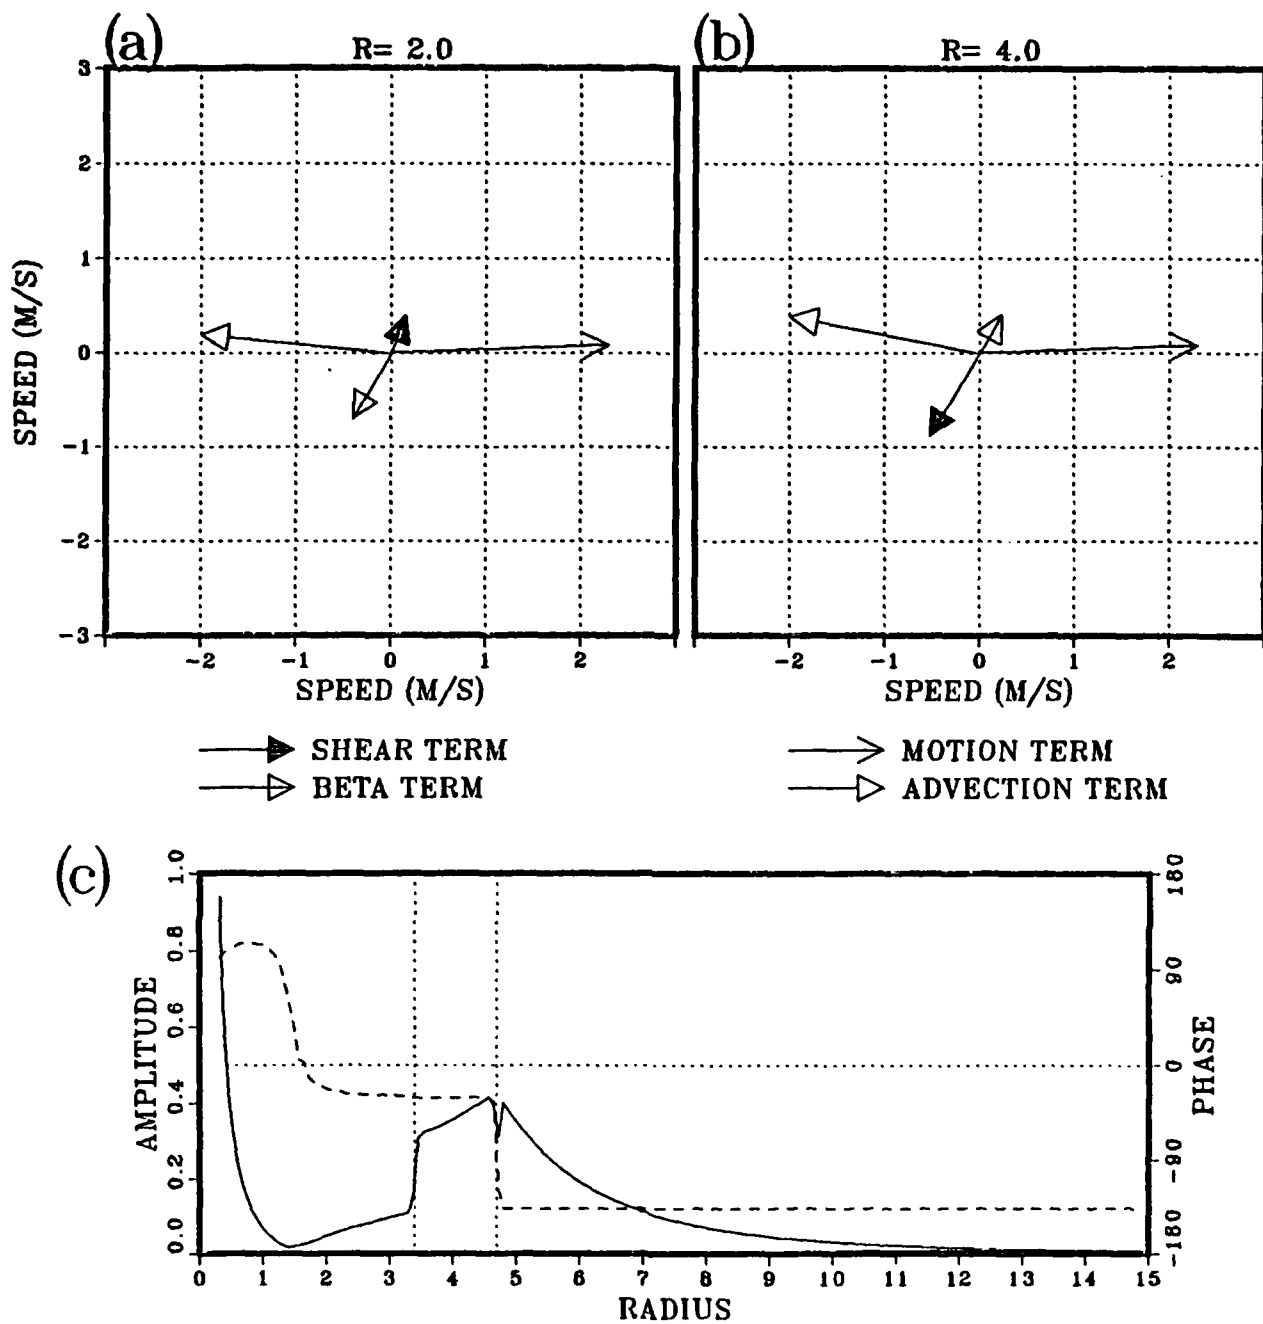 (a) R= 2.0 (b) R= 4.0
3
2
1
0
-1
-2
-3
SPEED (M/S)
-2 -1 0 1 2 -2 -1 0 1 2
SPEED (M/S) SPEED (M/S)
SHEAR TERM MOTION TERM
BETA TERM ADVECTION TERM
(c)
1.0 180
0.8 90
0.6
0.4 0
0.2 -90
0.0 -180
AMPLITUDE PHASE
0 1 2 3 4 5 6 7 8 9 10 11 12 13 14 15
RADIUS